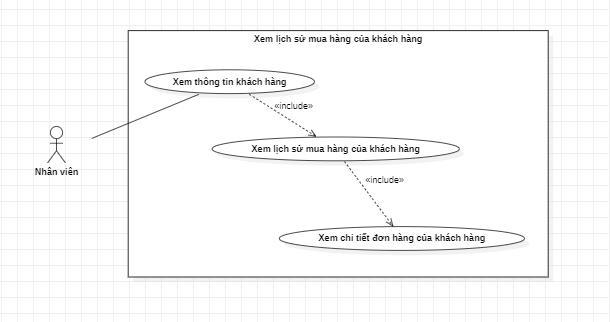 Xem lịch sử mua hàng của khách hàng
Xem thông tin khách hàng
«include»
Nhân viên
Xem lịch sử mua hàng của khách hàng
«include»
Xem chi tiết đơn hàng của khách hàng